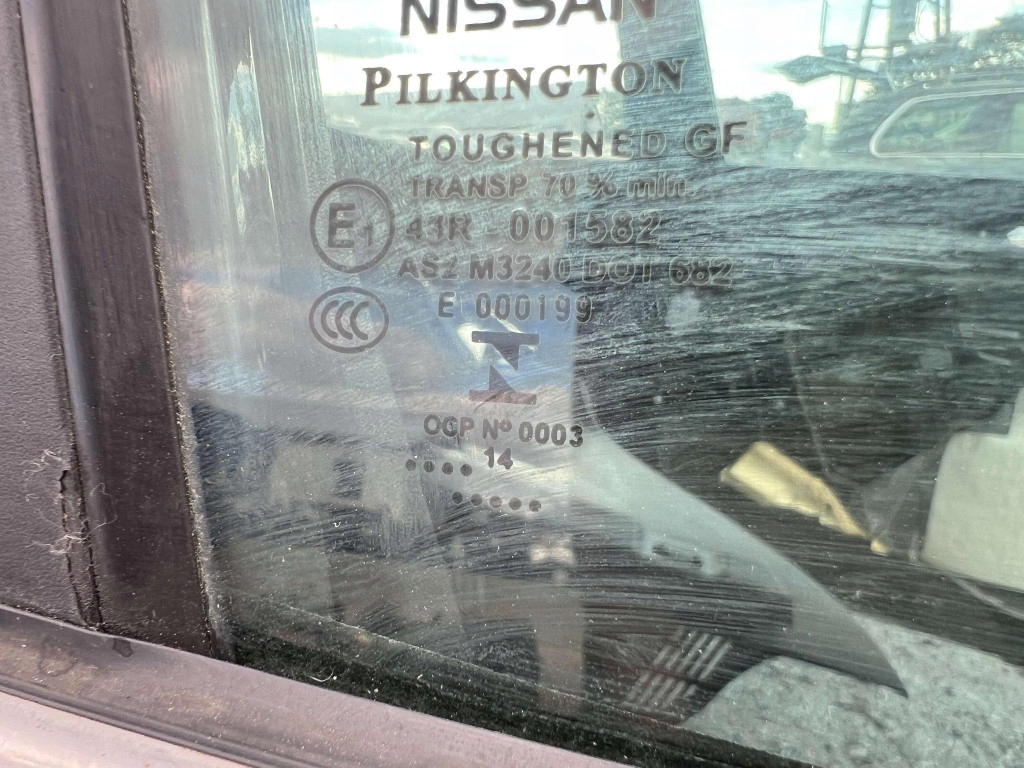 NISSAN
PILKINGTON
TOUGHENED GF
TRANSP. 70 % min.
E1 43R - 001582
AS2 M3240 DOT 682
CCC E 000199
OCP Nº 0003
14